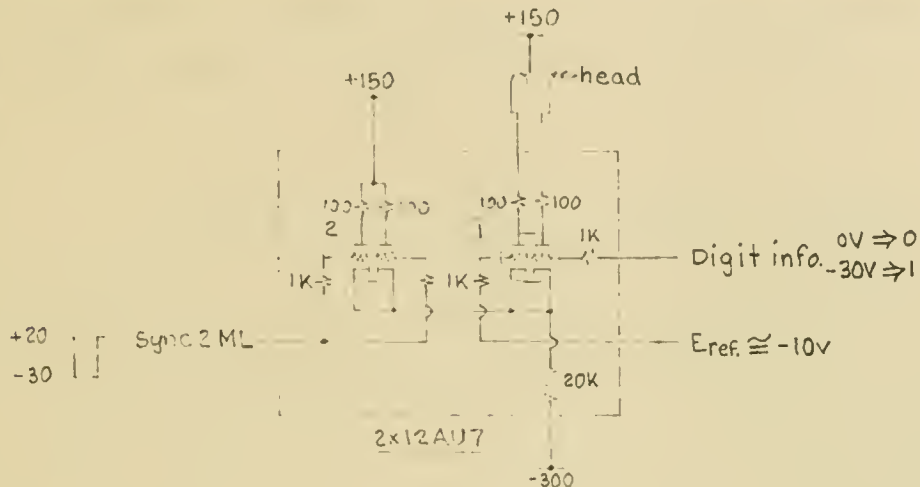 +150
+150
head
100
100
100
100
2
1
1K
Digit info. 0V ⇒ 0
-30V ⇒ 1
1K
1K
+20
-30
Sync 2 ML
Eref. ≅ -10v
20K
2x12AU7
-300